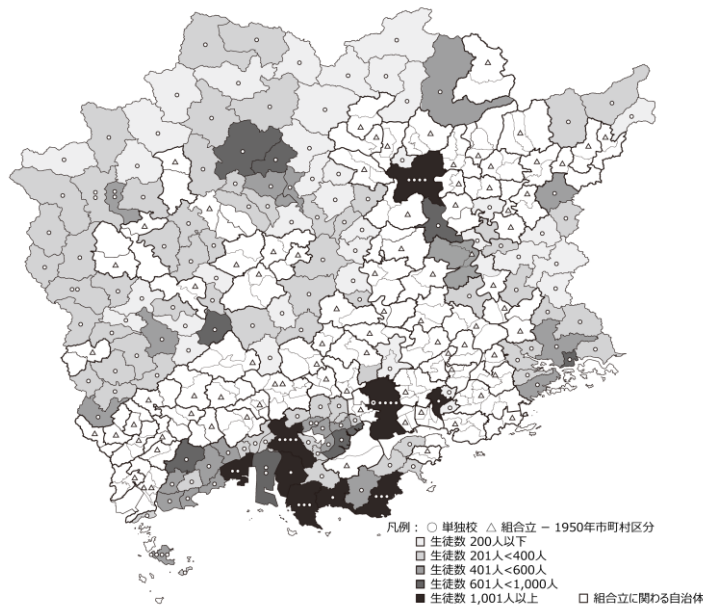 凡例： ○ 単独校 △ 組合立 − 1950年市町村区分
□ 生徒数 200人以下
□ 生徒数 201人<400人
■ 生徒数 401人<600人
■ 生徒数 601人<1,000人
■ 生徒数 1,001人以上 □ 組合立に関わる自治体